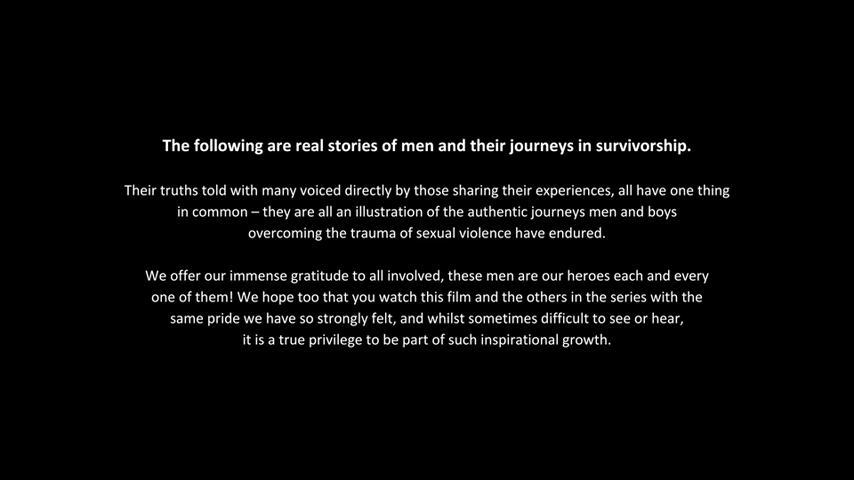 The following are real stories of men and their journeys in survivorship.
Their truths told with many voiced directly by those sharing their experiences, all have one thing
in common – they are all an illustration of the authentic journeys men and boys
overcoming the trauma of sexual violence have endured.
We offer our immense gratitude to all involved, these men are our heroes each and every
one of them! We hope too that you watch this film and the others in the series with the
same pride we have so strongly felt, and whilst sometimes difficult to see or hear,
it is a true privilege to be part of such inspirational growth.